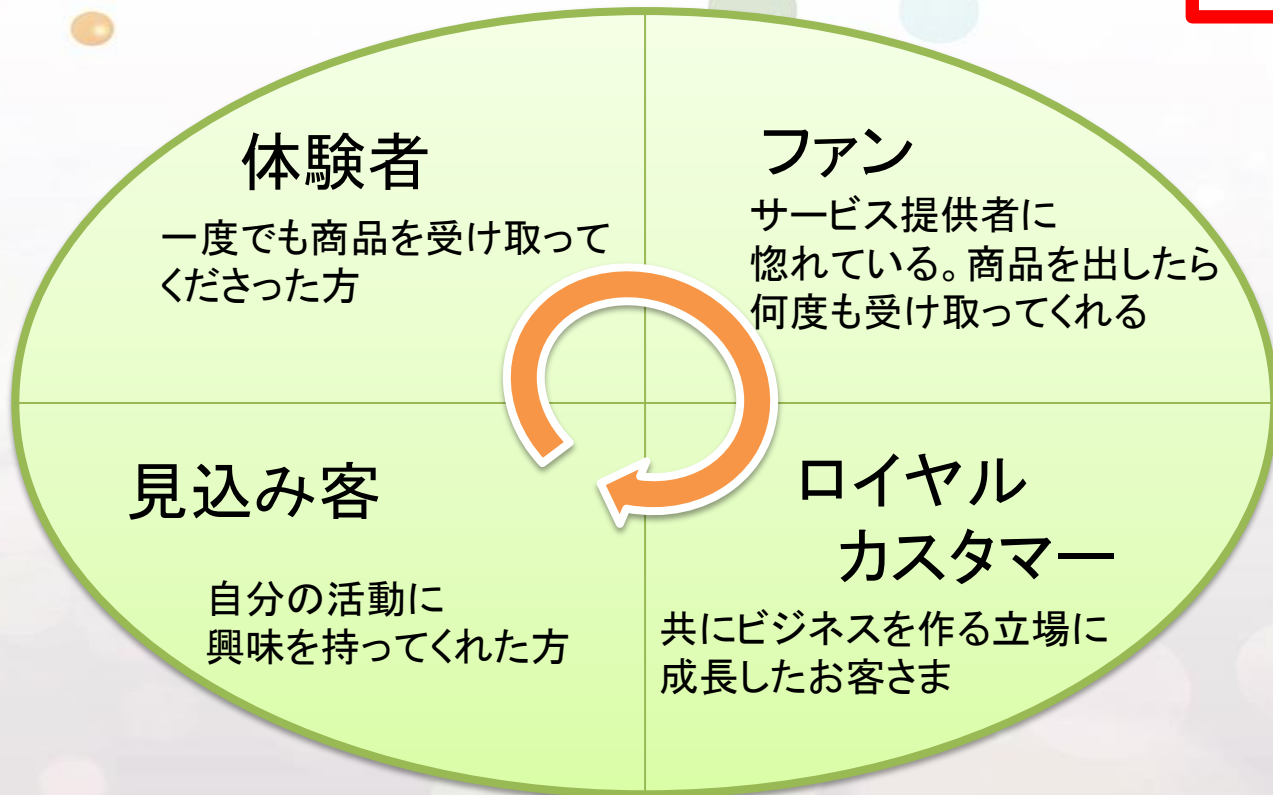 体験者
一度でも商品を受け取って
くださった方
ファン
サービス提供者に
惚れている。商品を出したら
何度も受け取ってくれる
見込み客
自分の活動に
興味を持ってくれた方
ロイヤル
カスタマー
共にビジネスを作る立場に
成長したお客さま